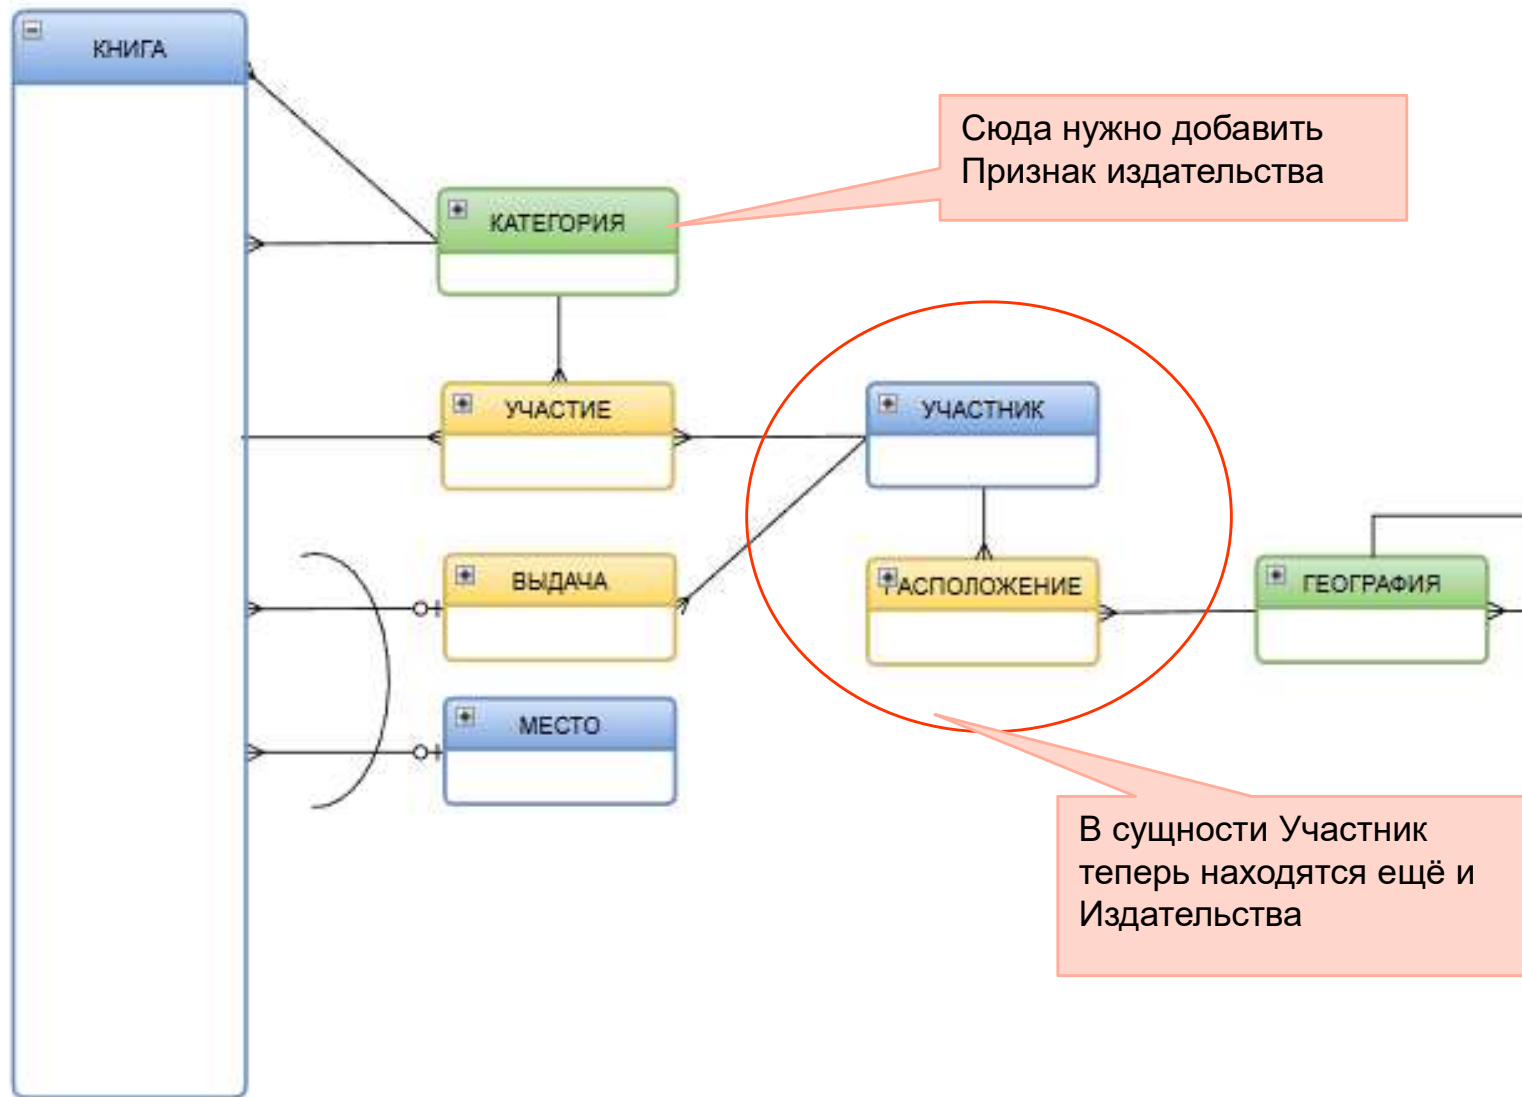 КНИГА
Сюда нужно добавить
Признак издательства
КАТЕГОРИЯ
УЧАСТИЕ
УЧАСТНИК
ВЫДАЧА
РАСПОЛОЖЕНИЕ
ГЕОГРАФИЯ
МЕСТО
В сущности Участник
теперь находятся ещё и
Издательства